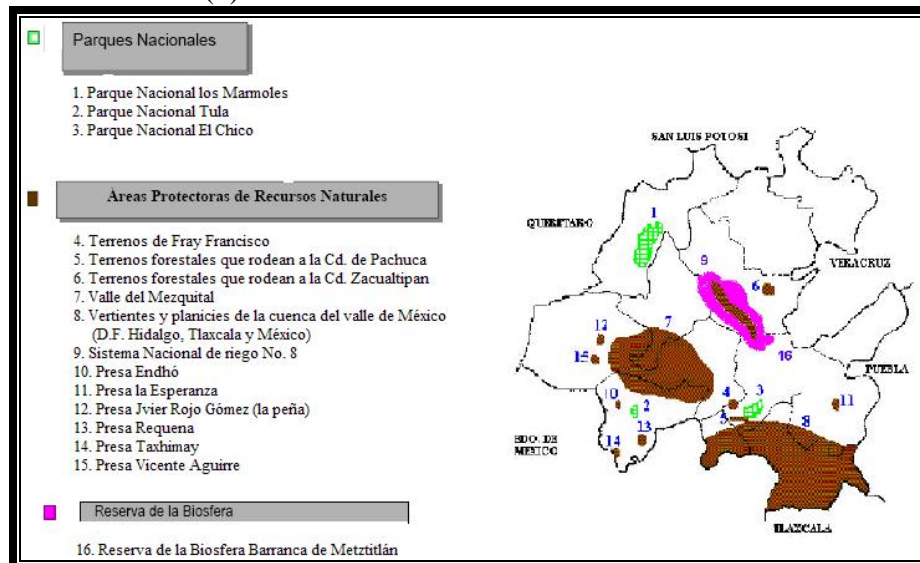 Parques Nacionales
1. Parque Nacional los Marmoles
2. Parque Nacional Tula
3. Parque Nacional El Chico
Áreas Protectoras de Recursos Naturales
4. Terrenos de Fray Francisco
5. Terrenos forestales que rodean a la Cd. de Pachuca
6. Terrenos forestales que rodean a la Cd. Zacualtipan
7. Valle del Mezquital
8. Vertientes y planicies de la cuenca del valle de México
(D.F. Hidalgo, Tlaxcala y México)
9. Sistema Nacional de riego No. 8
10. Presa Endhó
11. Presa la Esperanza
12. Presa Jvier Rojo Gómez (la peña)
13. Presa Requena
14. Presa Taxhimay
15. Presa Vicente Aguirre
Reserva de la Biosfera
16. Reserva de la Biosfera Barranca de Metztitlán
SAN LUIS POTOSI
QUERETARO
1
VERACRUZ
9
6
12
7
15
16
PUEBLA
10
2
4
3
11
5
8
13
14
EDO. DE
MEXICO
TLAXCALA